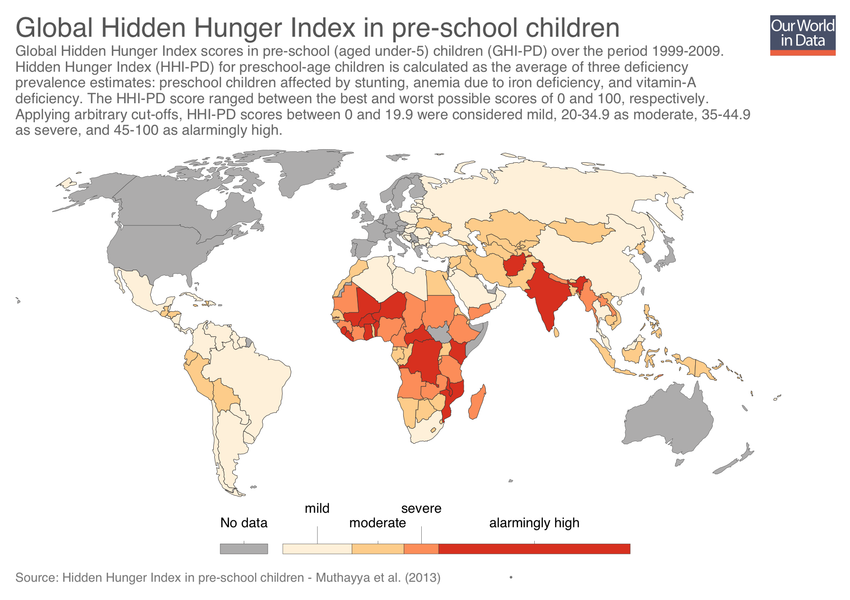 Global Hidden Hunger Index in pre-school children
Our World
in Data
Global Hidden Hunger Index scores in pre-school (aged under-5) children (GHI-PD) over the period 1999-2009.
Hidden Hunger Index (HHI-PD) for preschool-age children is calculated as the average of three deficiency
prevalence estimates: preschool children affected by stunting, anemia due to iron deficiency, and vitamin-A
deficiency. The HHI-PD score ranged between the best and worst possible scores of 0 and 100, respectively.
Applying arbitrary cut-offs, HHI-PD scores between 0 and 19.9 were considered mild, 20-34.9 as moderate, 35-44.9
as severe, and 45-100 as alarmingly high.
No data
mild
moderate
severe
alarmingly high
Source: Hidden Hunger Index in pre-school children - Muthayya et al. (2013)